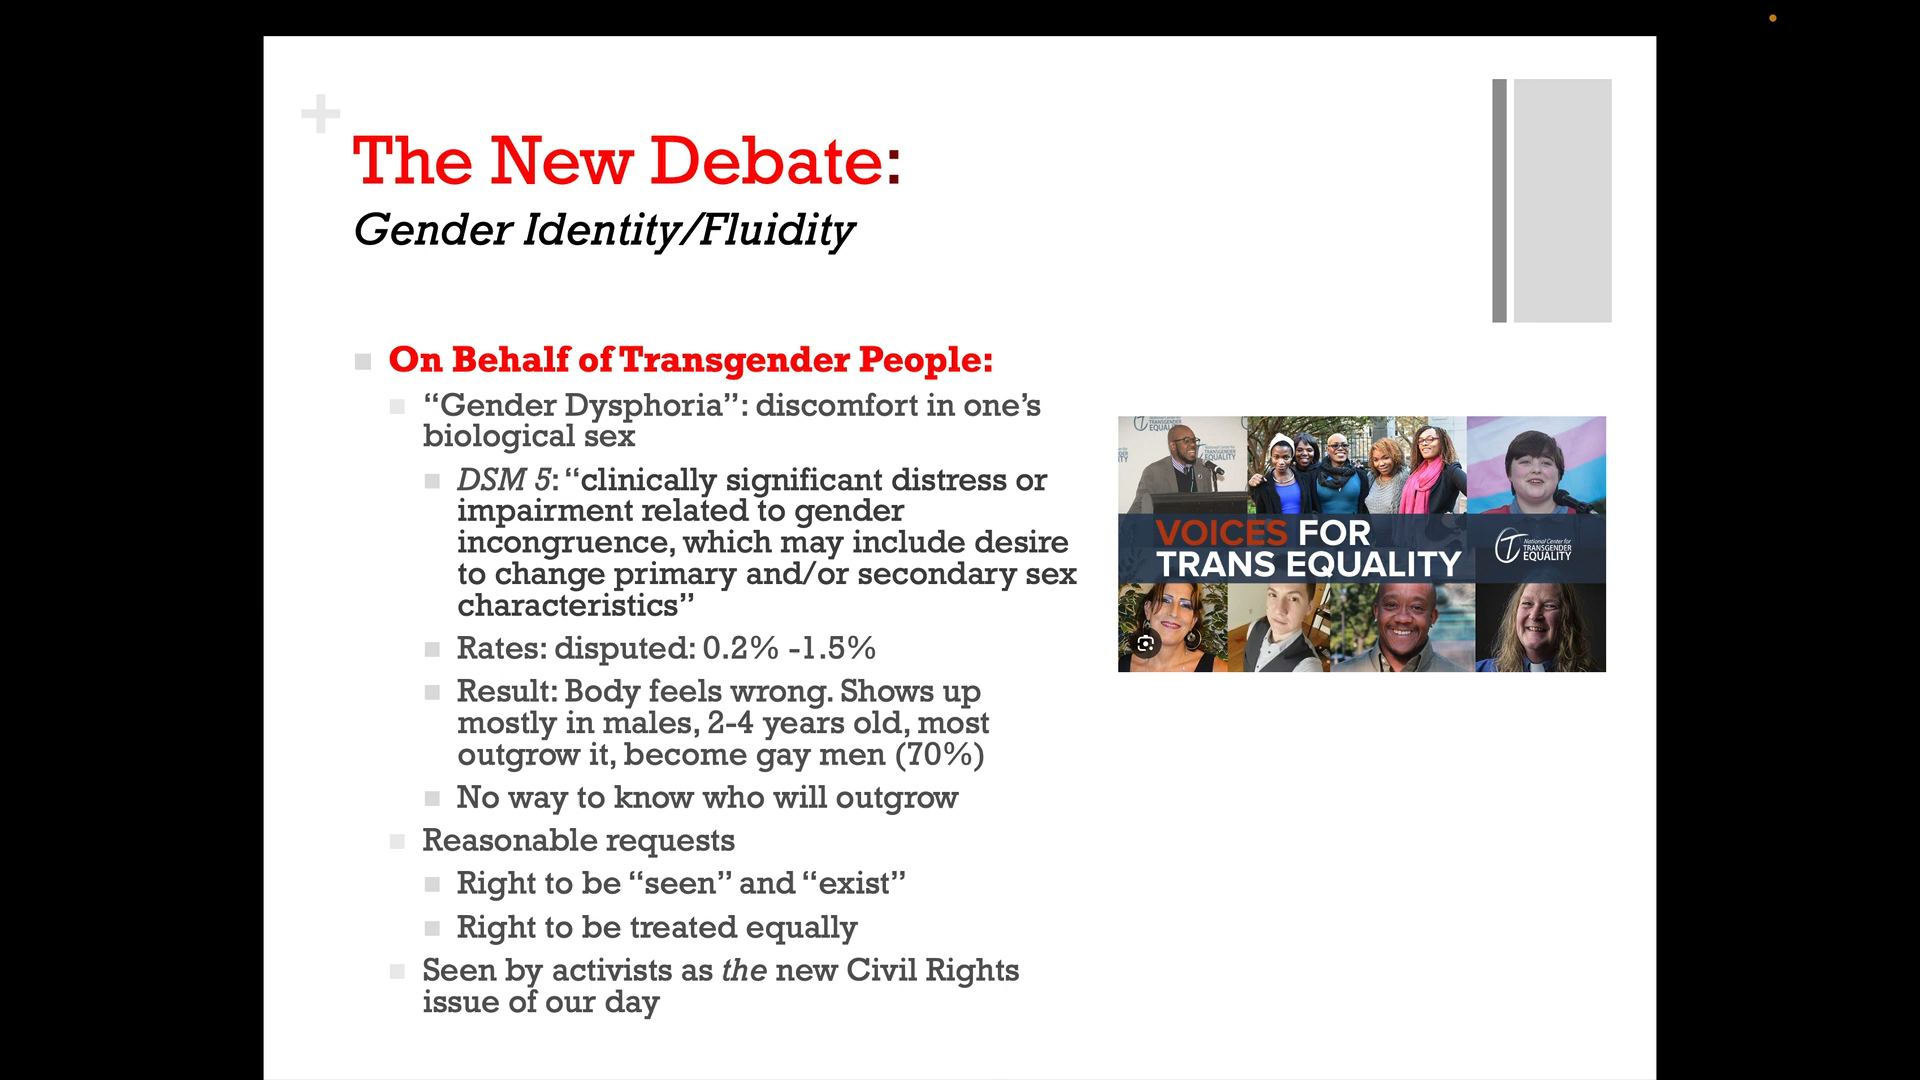 +
The New Debate:
Gender Identity/Fluidity
On Behalf of Transgender People:
“Gender Dysphoria”: discomfort in one’s
biological sex
DSM 5: “clinically significant distress or
impairment related to gender
incongruence, which may include desire
to change primary and/or secondary sex
characteristics”
Rates: disputed: 0.2% -1.5%
Result: Body feels wrong. Shows up
mostly in males, 2-4 years old, most
outgrow it, become gay men (70%)
No way to know who will outgrow
Reasonable requests
Right to be “seen” and “exist”
Right to be treated equally
Seen by activists as the new Civil Rights
issue of our day
VOICES FOR
TRANS EQUALITY
National Center for
TRANSGENDER
EQUALITY